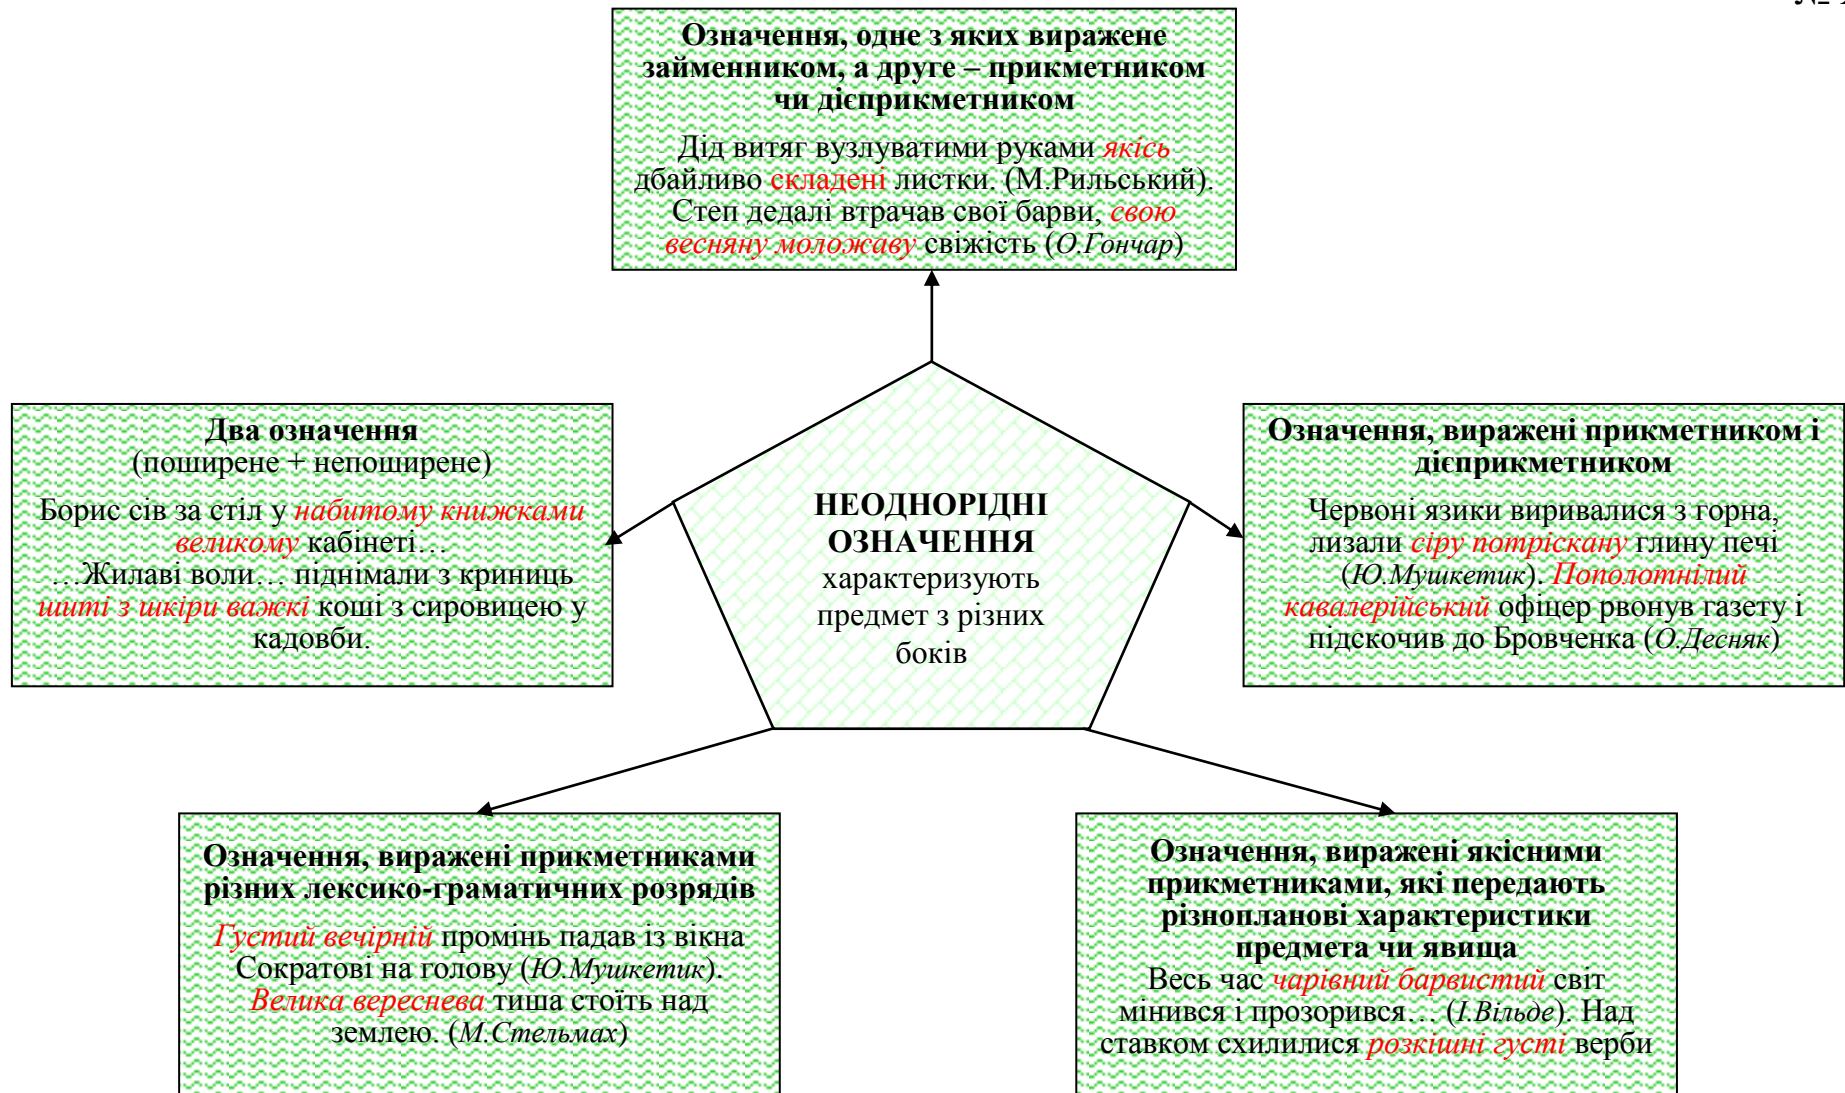 Означення, одне з яких виражене
займенником, а друге – прикметником
чи дієприкметником
Дід витяг вузлуватими руками якісь
дбайливо складені листки. (М.Рильський).
Степ дедалі втрачав свої барви, свою
весняну моложаву свіжість (О.Гончар)
Два означення
(поширене + непоширене)
Борис сів за стіл у набитому книжками
великому кабінеті…
…Жилаві воли… піднімали з криниць
шиті з шкіри важкі коші з сировицею у
кадовби.
НЕОДНОРІДНІ
ОЗНАЧЕННЯ
характеризують
предмет з різних
боків
Означення, виражені прикметником і
дієприкметником
Червоні язики виривалися з горна,
лизали сіру потріскану глину печі
(Ю.Мушкетик). Пополотнілий
кавалерійський офіцер рвонув газету і
підскочив до Бровченка (О.Десняк)
Означення, виражені прикметниками
різних лексико-граматичних розрядів
Густий вечірній промінь падав із вікна
Сократові на голову (Ю.Мушкетик).
Велика вереснева тиша стоїть над
землею. (М.Стельмах)
Означення, виражені якісними
прикметниками, які передають
різнопланові характеристики
предмета чи явища
Весь час чарівний барвистий світ
мінився і прозорився… (І.Вільде). Над
ставком схилилися розкішні густі верби